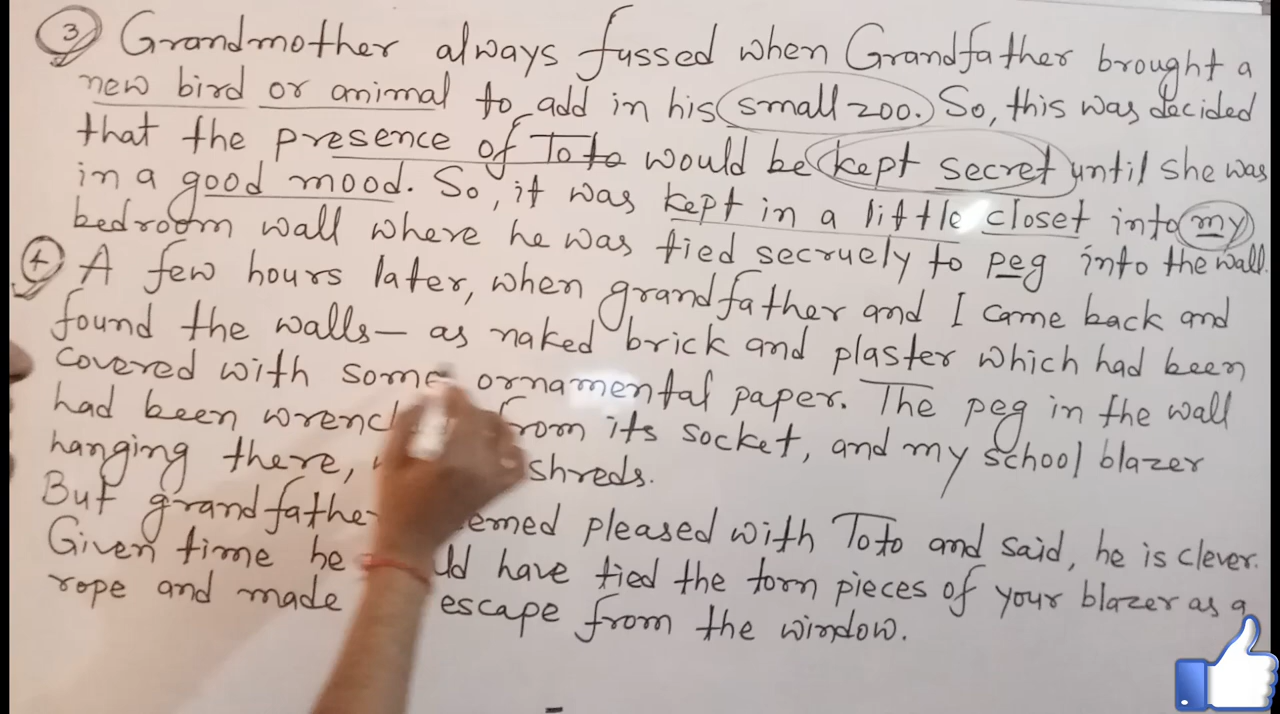 3 Grandmother always fussed when Grandfather brought a
new bird or animal to add in his small zoo. So, this was decided
that the presence of Toto would be kept secret until she was
in a good mood. So, it was kept in a little closet into my
bedroom wall where he was tied secruely to peg into the wall.
4 A few hours later, when grandfather and I came back and
found the walls - as naked brick and plaster which had been
covered with some ornamental paper. The peg in the wall
had been from its socket, and my school blazer
hanging there, shreds.
But pleased with Toto and said, he is clever.
Given time he have tied the torn pieces of your blazer as a
rope and made escape from the window.